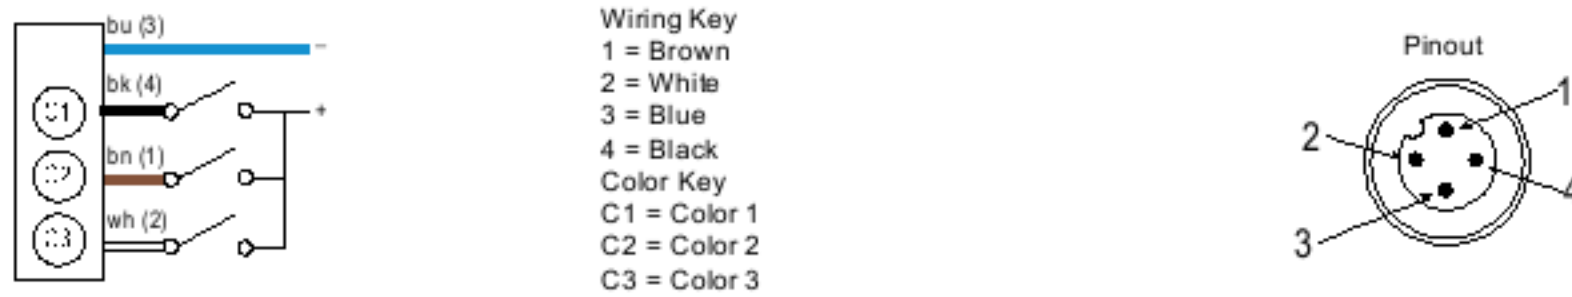 bu (3)
–
bk (4)
C1
+
bn (1)
C2
wh (2)
C3
Wiring Key
1 = Brown
2 = White
3 = Blue
4 = Black
Color Key
C1 = Color 1
C2 = Color 2
C3 = Color 3
Pinout
1
2
3
4